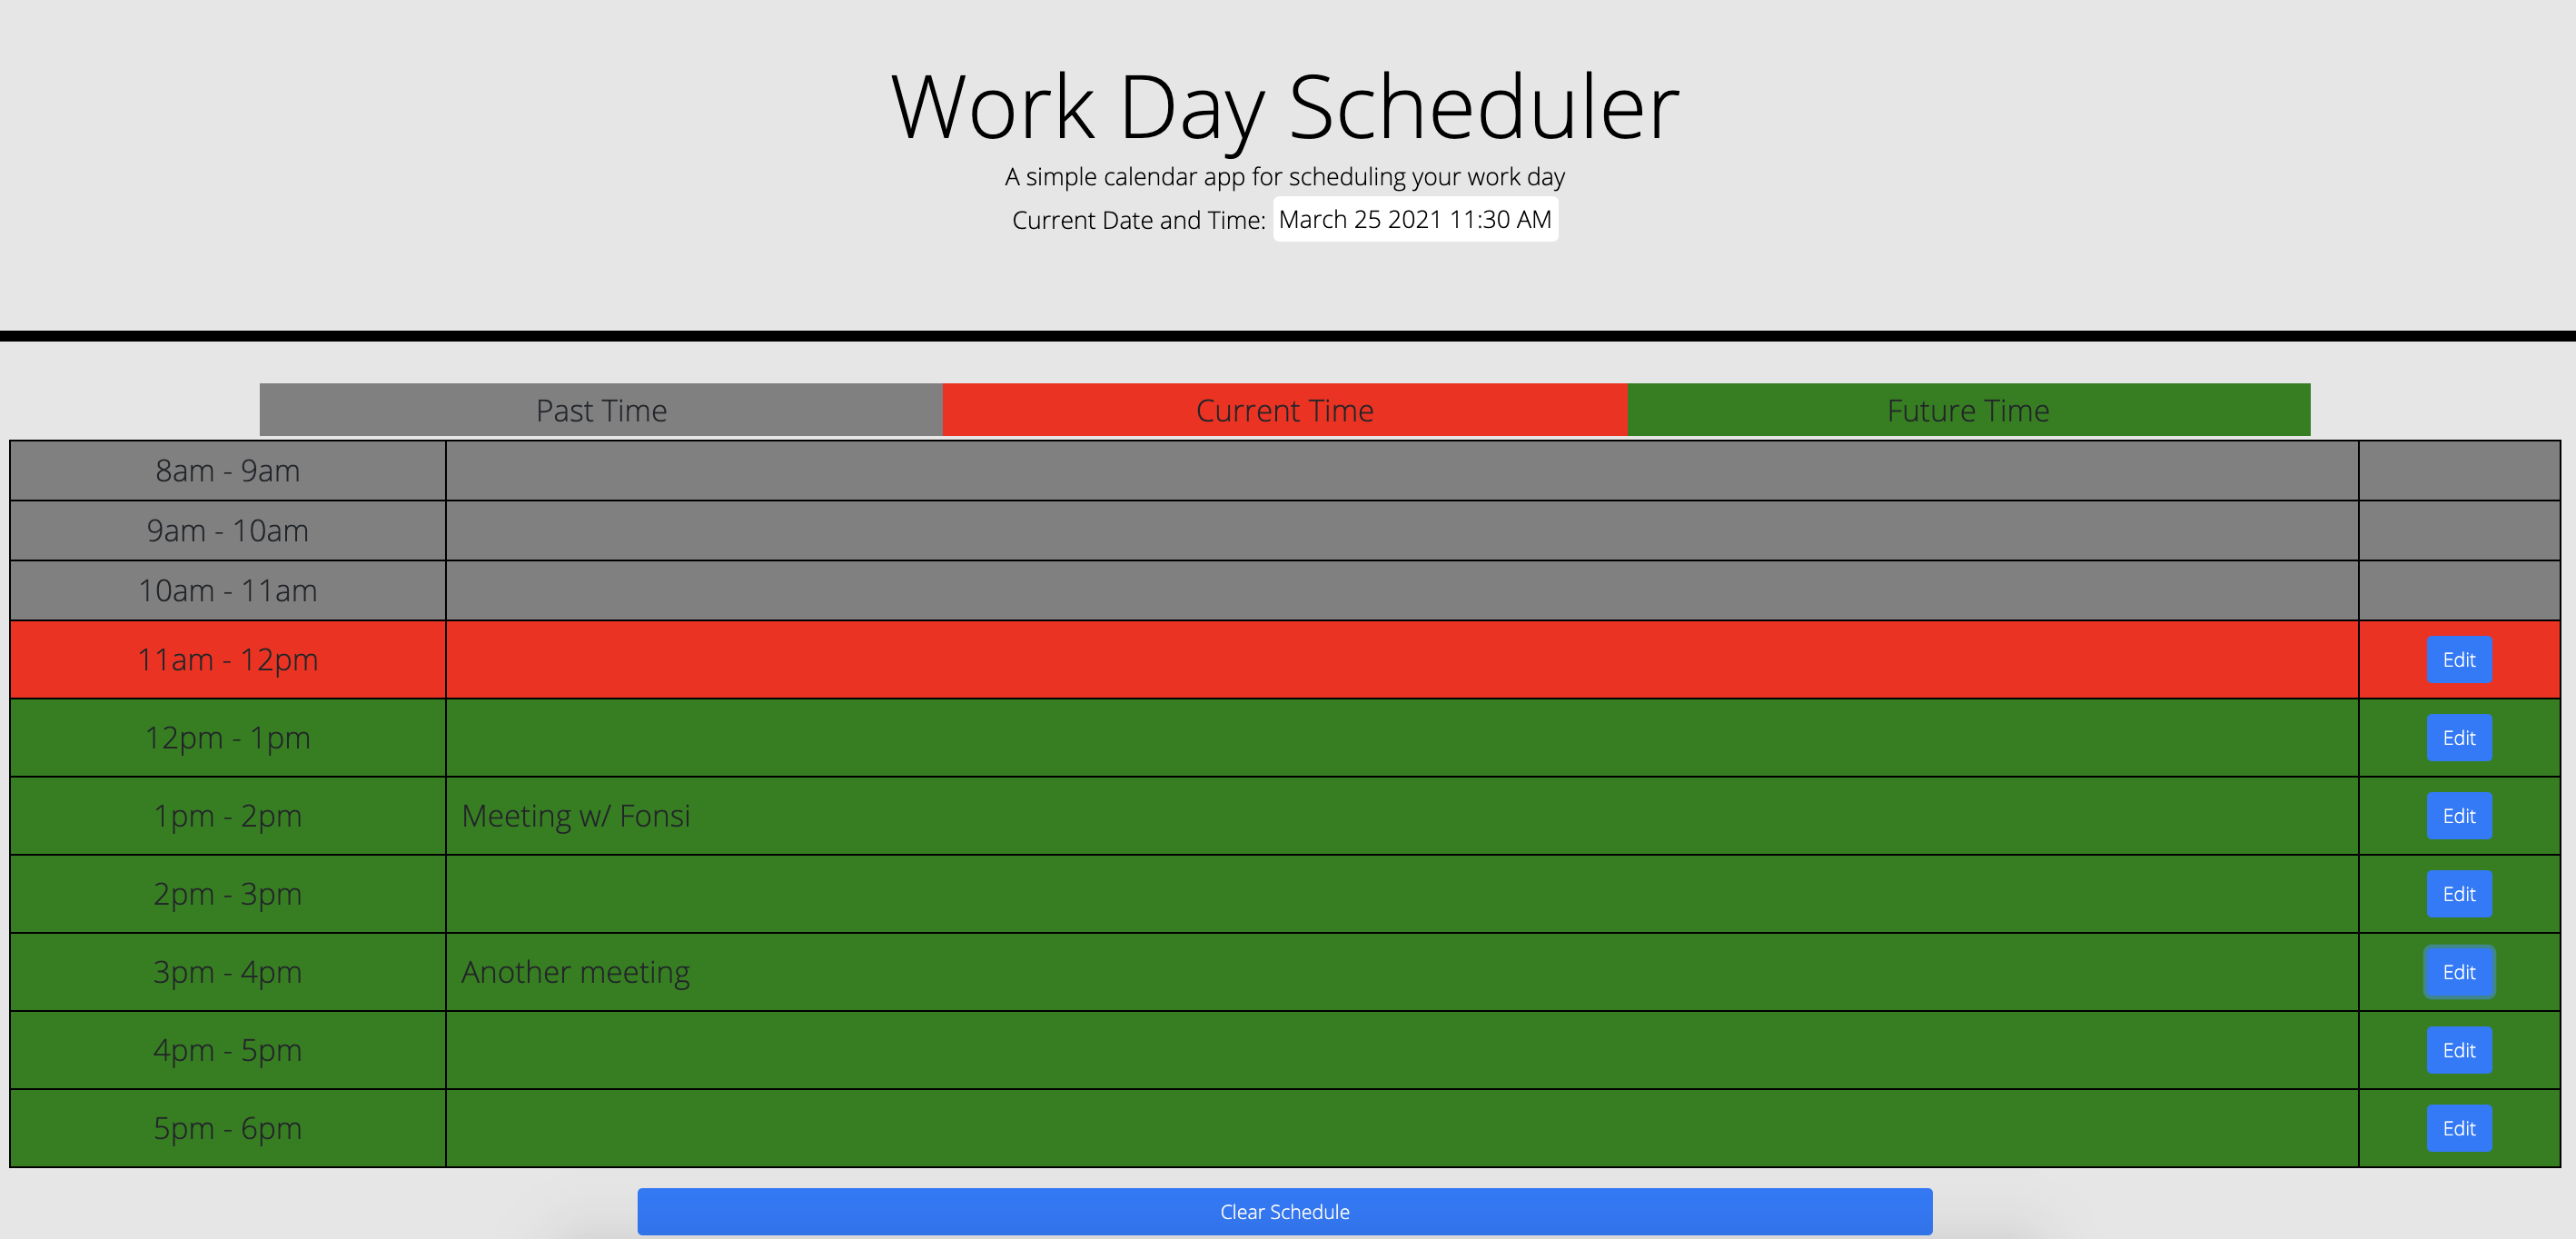 Work Day Scheduler
A simple calendar app for scheduling your work day
Current Date and Time: March 25 2021 11:30 AM
Past Time Current Time Future Time
8am - 9am
9am - 10am
10am - 11am
11am - 12pm Edit
12pm - 1pm Edit
1pm - 2pm Meeting w/ Fonsi Edit
2pm - 3pm Edit
3pm - 4pm Another meeting Edit
4pm - 5pm Edit
5pm - 6pm Edit
Clear Schedule